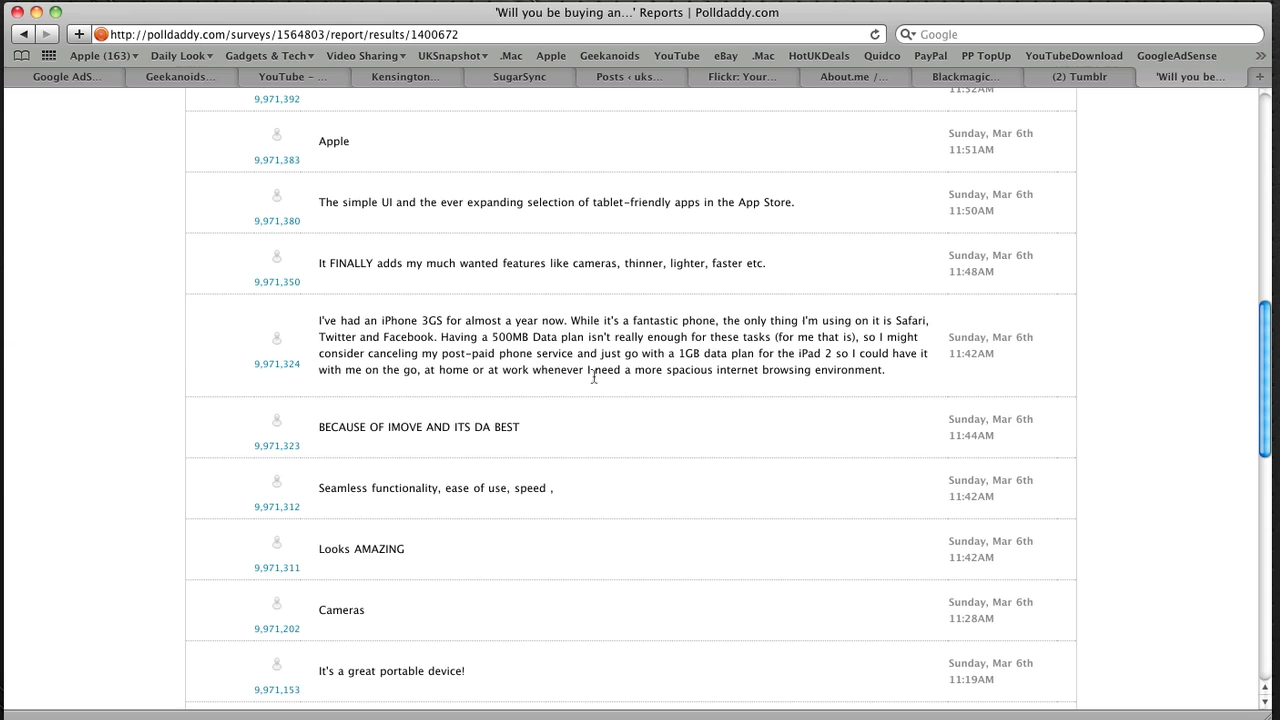 'Will you be buying an...' Reports | Polldaddy.com
http://polldaddy.com/surveys/1564803/report/results/1400672
Google
Apple (163) Daily Look Gadgets & Tech Video Sharing UKSnapshot .Mac Apple Geekanoids YouTube eBay .Mac HotUKDeals Quidco PayPal PP TopUp YouTubeDownload GoogleAdSense
Google AdS... Geekanoids... YouTube – ... Kensington... SugarSync Posts ‹ uks... Flickr: Your... About.me /... Blackmagic... (2) Tumblr 'Will you be...
11:52AM
9,971,392
Apple
Sunday, Mar 6th
11:51AM
9,971,383
The simple UI and the ever expanding selection of tablet-friendly apps in the App Store.
Sunday, Mar 6th
11:50AM
9,971,380
It FINALLY adds my much wanted features like cameras, thinner, lighter, faster etc.
Sunday, Mar 6th
11:48AM
9,971,350
I've had an iPhone 3GS for almost a year now. While it's a fantastic phone, the only thing I'm using on it is Safari,
Twitter and Facebook. Having a 500MB Data plan isn't really enough for these tasks (for me that is), so I might
consider canceling my post-paid phone service and just go with a 1GB data plan for the iPad 2 so I could have it
with me on the go, at home or at work whenever I need a more spacious internet browsing environment.
Sunday, Mar 6th
11:42AM
9,971,324
BECAUSE OF IMOVE AND ITS DA BEST
Sunday, Mar 6th
11:44AM
9,971,323
Seamless functionality, ease of use, speed ,
Sunday, Mar 6th
11:42AM
9,971,312
Looks AMAZING
Sunday, Mar 6th
11:42AM
9,971,311
Cameras
Sunday, Mar 6th
11:28AM
9,971,202
It's a great portable device!
Sunday, Mar 6th
11:19AM
9,971,153